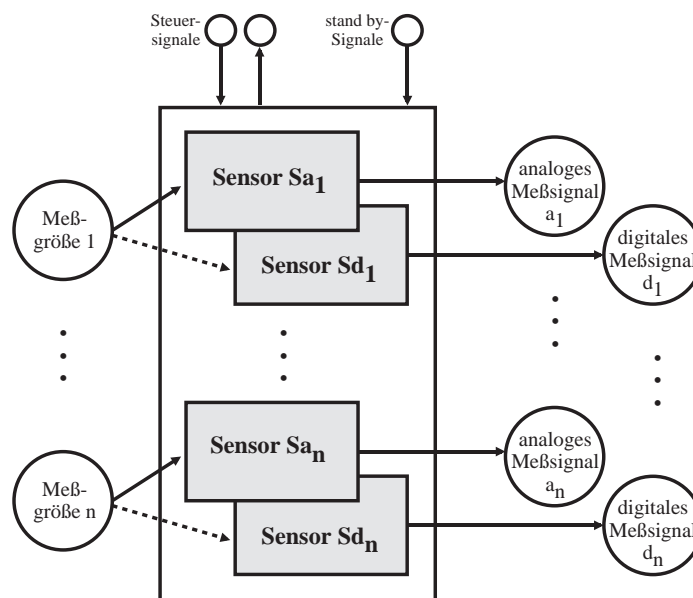 Steuer-
signale
stand by-
Signale
Meß-
größe 1
Sensor Sa1
Sensor Sd1
analoges
Meßsignal
a1
digitales
Meßsignal
d1
Meß-
größe n
Sensor San
Sensor Sdn
analoges
Meßsignal
an
digitales
Meßsignal
dn